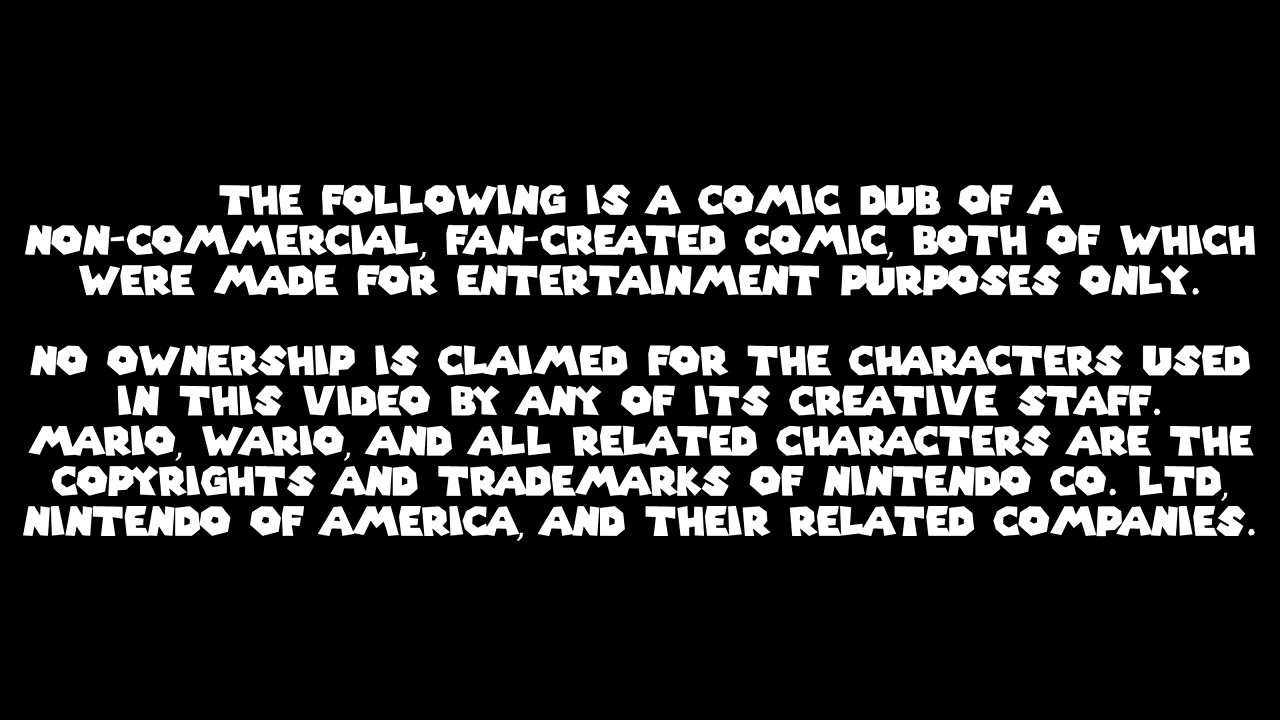 THE FOLLOWING IS A COMIC DUB OF A
NON-COMMERCIAL, FAN-CREATED COMIC, BOTH OF WHICH
WERE MADE FOR ENTERTAINMENT PURPOSES ONLY.
NO OWNERSHIP IS CLAIMED FOR THE CHARACTERS USED
IN THIS VIDEO BY ANY OF ITS CREATIVE STAFF.
MARIO, WARIO, AND ALL RELATED CHARACTERS ARE THE
COPYRIGHTS AND TRADEMARKS OF NINTENDO CO. LTD,
NINTENDO OF AMERICA, AND THEIR RELATED COMPANIES.